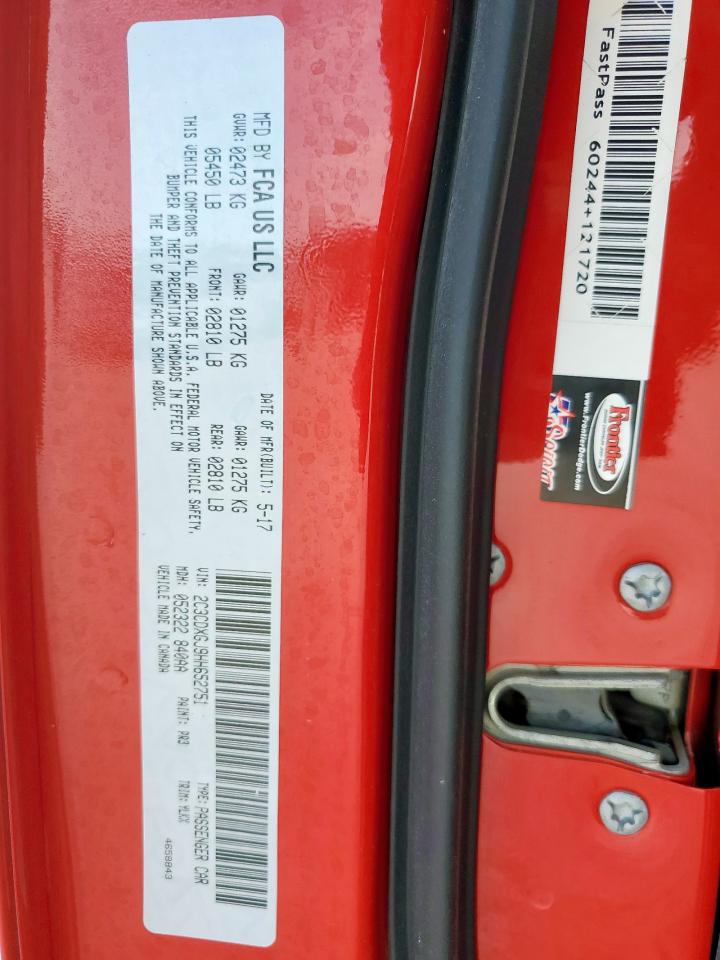 MFD BY FCA US LLC
DATE OF MFR(BUILT): 5-17
GVWR: 02473 KG GAWR: 01275 KG GAWR: 01275 KG
05450 LB FRONT: 02810 LB REAR: 02810 LB
THIS VEHICLE CONFORMS TO ALL APPLICABLE U.S.A. FEDERAL MOTOR VEHICLE SAFETY,
BUMPER AND THEFT PREVENTION STANDARDS IN EFFECT ON
THE DATE OF MANUFACTURE SHOWN ABOVE.
VIN: 2C3CDXGJ9HH652751 TYPE: PASSENGER CAR
MDH: 052322 840AA PAINT: PR3 TRIM: MLXX
VEHICLE MADE IN CANADA
4658843
FastPass 60244+121720
Frontier
www.FrontierDodge.com